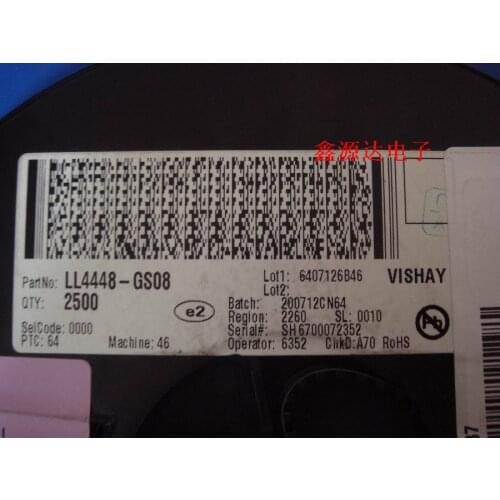 鑫源达电子
PartNo: LL4448-GS08
QTY: 2500
e2
SelCode: 0000
PTC: 64 Machine: 46
Lot1: 6407126B46
Lot2:
Batch: 200712CN64
Region: 2260 SL: 0010
Serial#: SH6700072352
Operator: 6352 ChkD: A70 RoHS
VISHAY
Pb